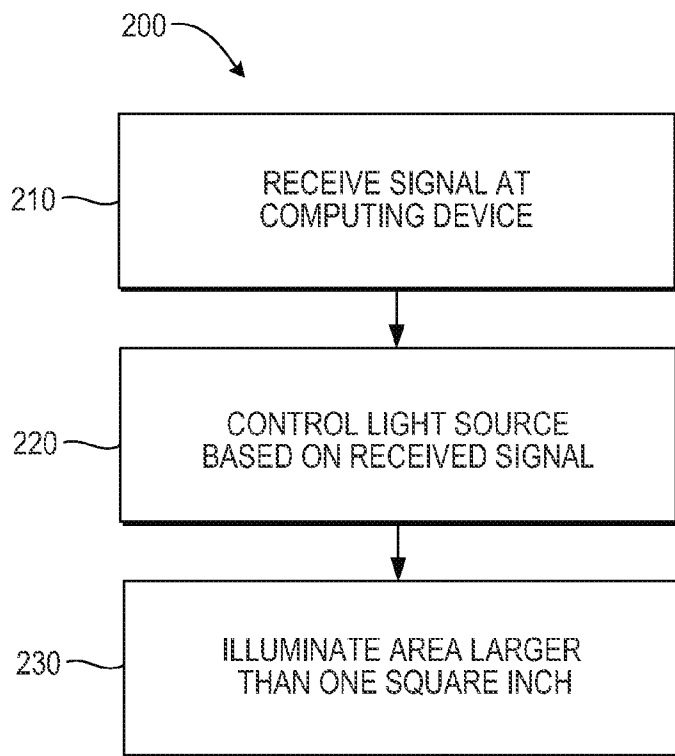 200
210
RECEIVE SIGNAL AT
COMPUTING DEVICE
220
CONTROL LIGHT SOURCE
BASED ON RECEIVED SIGNAL
230
ILLUMINATE AREA LARGER
THAN ONE SQUARE INCH